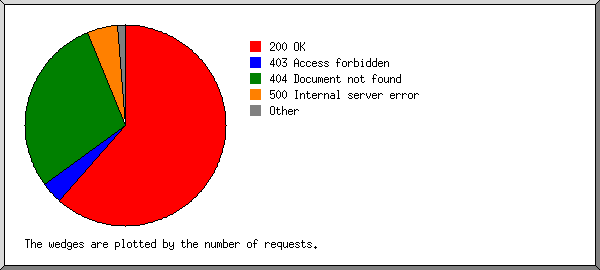 200 OK
403 Access forbidden
404 Document not found
500 Internal server error
Other
The wedges are plotted by the number of requests.